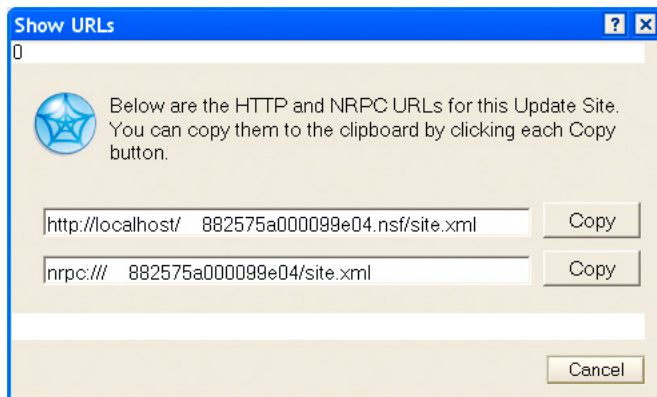 Show URLs
0
Below are the HTTP and NRPC URLs for this Update Site.
You can copy them to the clipboard by clicking each Copy
button.
http://localhost/    882575a000099e04.nsf/site.xml
Copy
nrpc:///    882575a000099e04/site.xml
Copy
Cancel